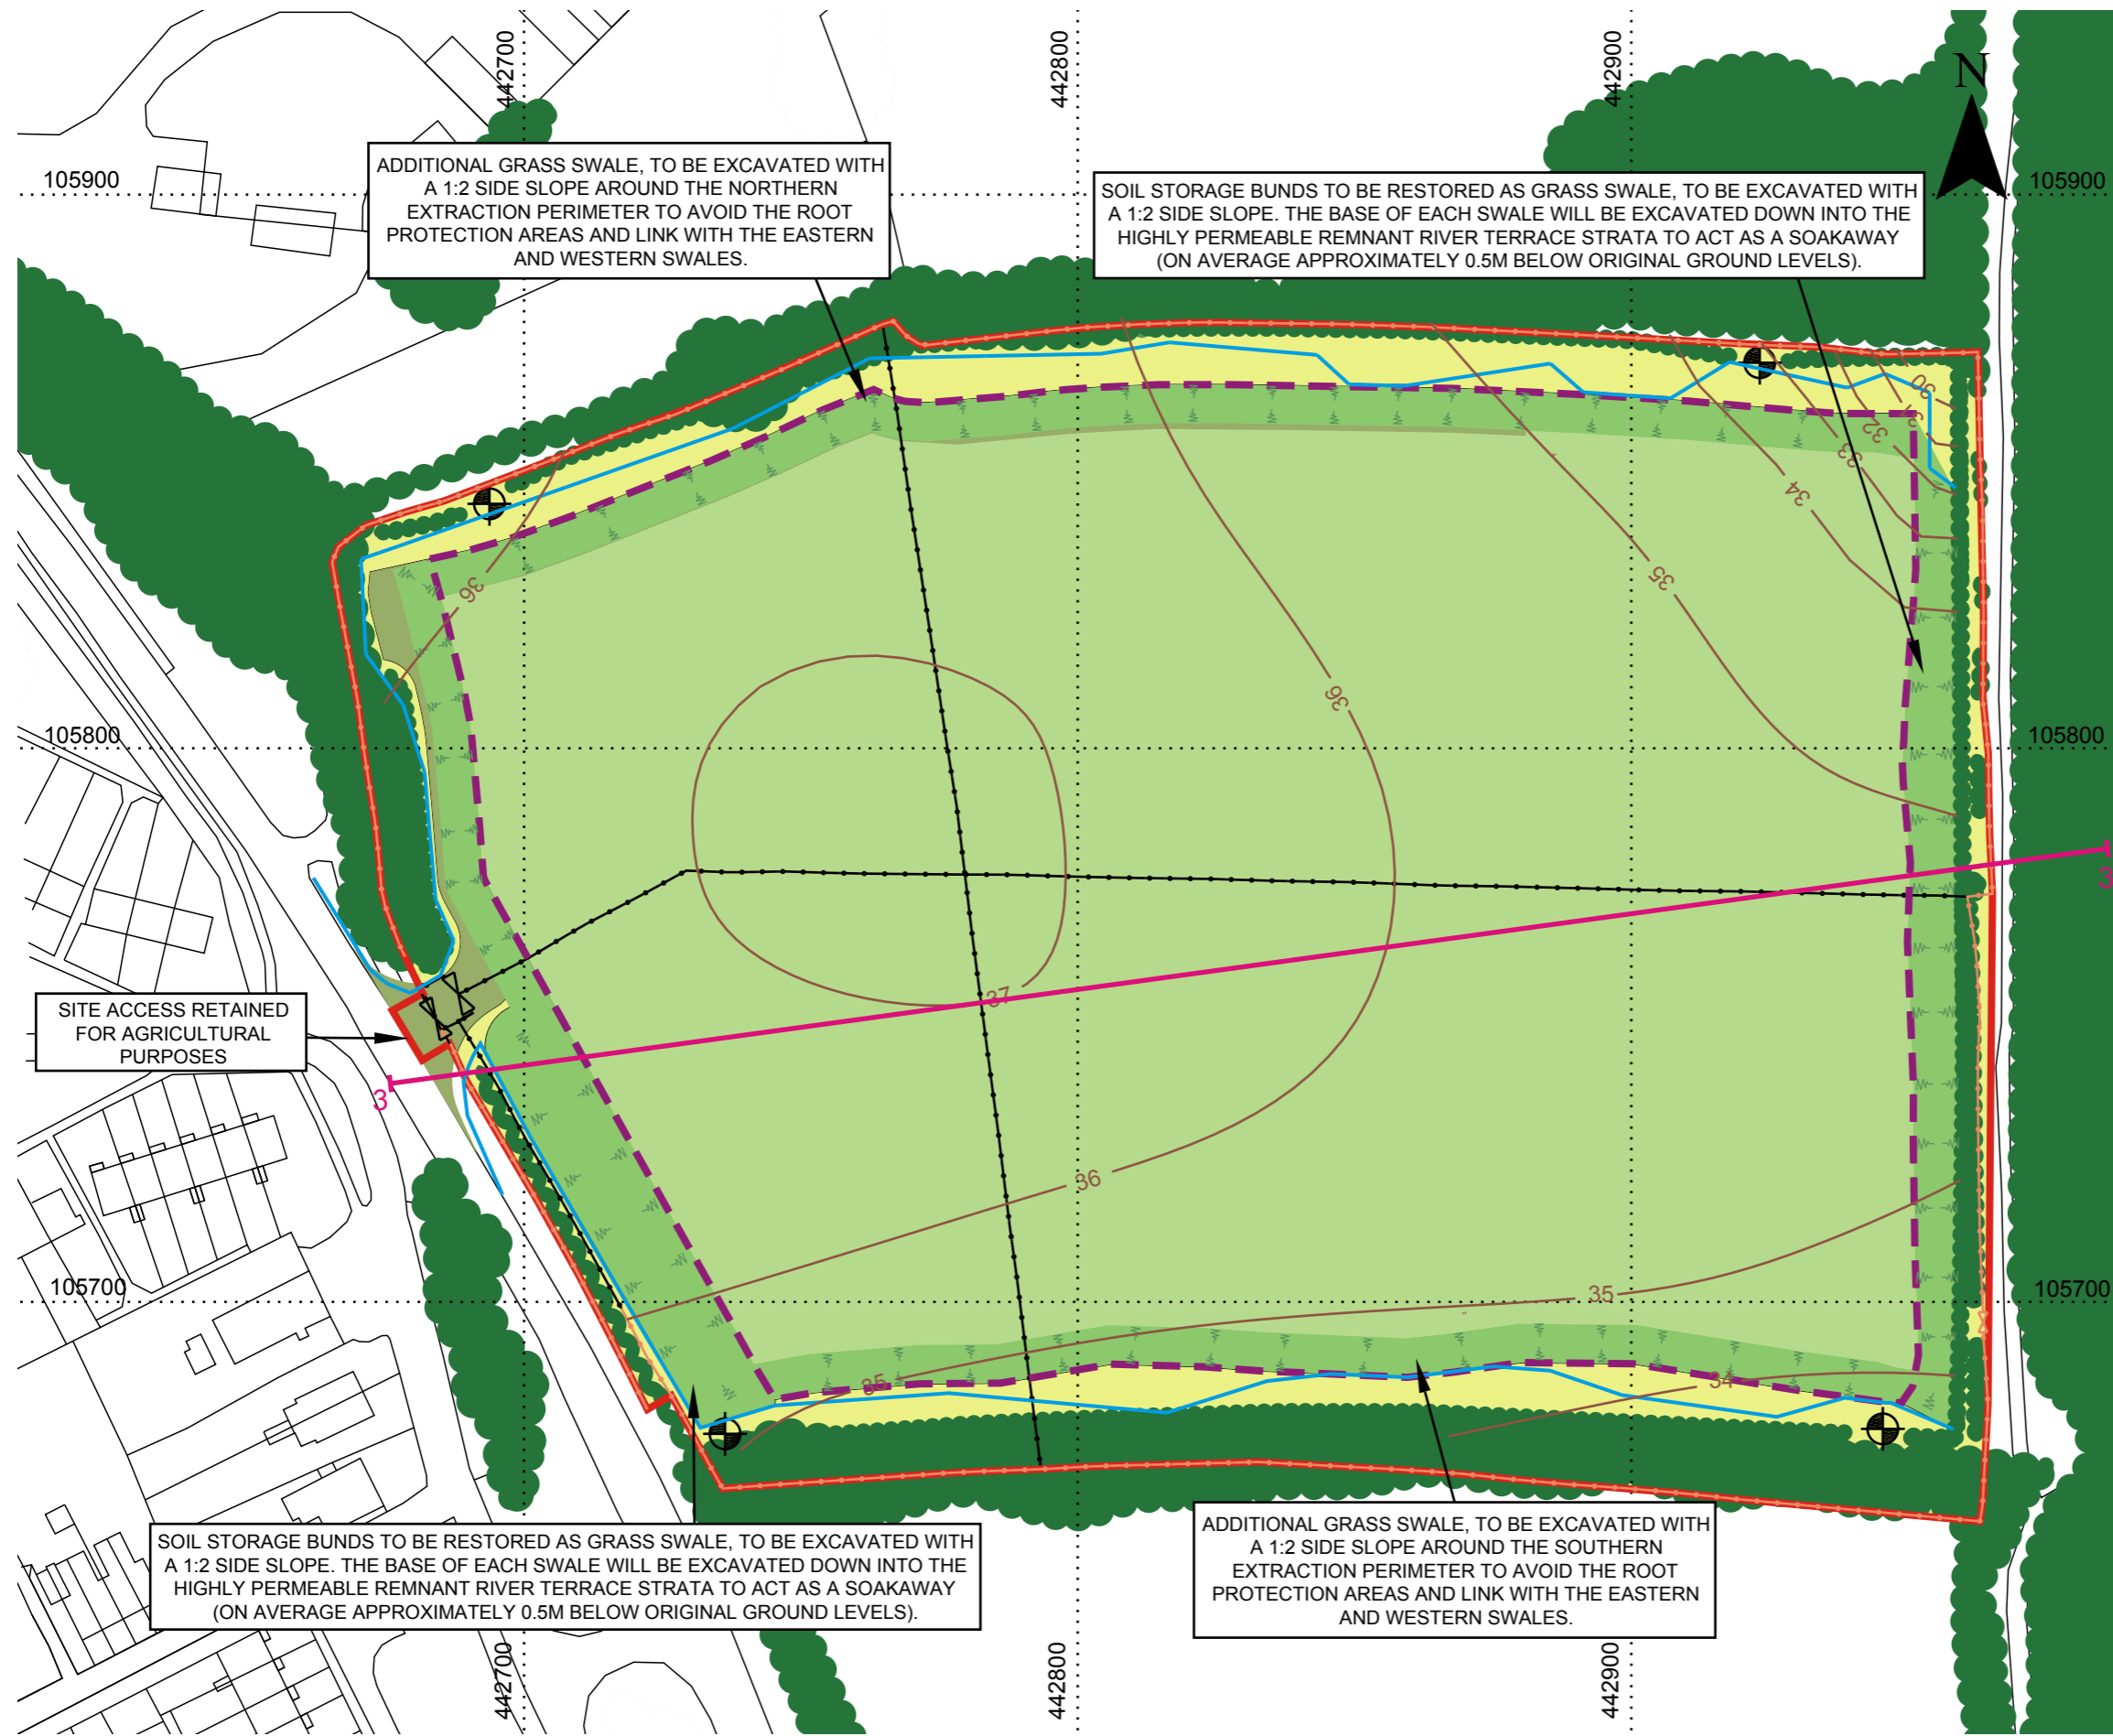 442700
442800
442900
N
105900
105900
ADDITIONAL GRASS SWALE, TO BE EXCAVATED WITH
A 1:2 SIDE SLOPE AROUND THE NORTHERN
EXTRACTION PERIMETER TO AVOID THE ROOT
PROTECTION AREAS AND LINK WITH THE EASTERN
AND WESTERN SWALES.
SOIL STORAGE BUNDS TO BE RESTORED AS GRASS SWALE, TO BE EXCAVATED WITH
A 1:2 SIDE SLOPE. THE BASE OF EACH SWALE WILL BE EXCAVATED DOWN INTO THE
HIGHLY PERMEABLE REMNANT RIVER TERRACE STRATA TO ACT AS A SOAKAWAY
(ON AVERAGE APPROXIMATELY 0.5M BELOW ORIGINAL GROUND LEVELS).
30
31
32
33
34
35
36
36
105800
105800
3
37
SITE ACCESS RETAINED
FOR AGRICULTURAL
PURPOSES
3
36
105700
105700
35
35
34
SOIL STORAGE BUNDS TO BE RESTORED AS GRASS SWALE, TO BE EXCAVATED WITH
A 1:2 SIDE SLOPE. THE BASE OF EACH SWALE WILL BE EXCAVATED DOWN INTO THE
HIGHLY PERMEABLE REMNANT RIVER TERRACE STRATA TO ACT AS A SOAKAWAY
(ON AVERAGE APPROXIMATELY 0.5M BELOW ORIGINAL GROUND LEVELS).
ADDITIONAL GRASS SWALE, TO BE EXCAVATED WITH
A 1:2 SIDE SLOPE AROUND THE SOUTHERN
EXTRACTION PERIMETER TO AVOID THE ROOT
PROTECTION AREAS AND LINK WITH THE EASTERN
AND WESTERN SWALES.
442700
442800
442900